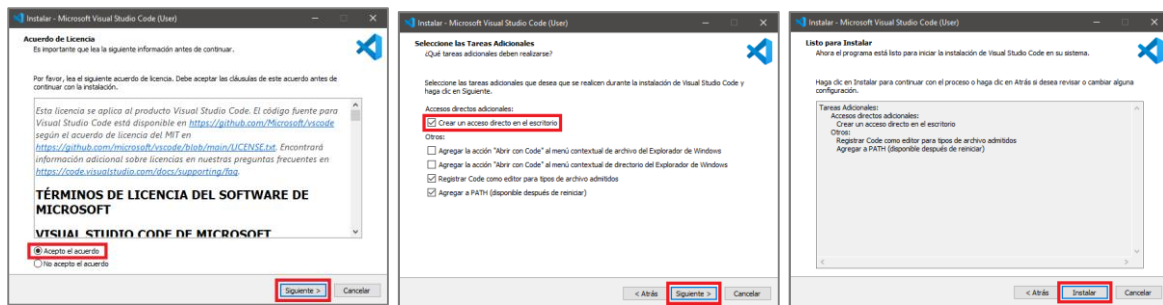 Instalar - Microsoft Visual Studio Code (User)
Acuerdo de Licencia
Es importante que lea la siguiente información antes de continuar.
Por favor, lea el siguiente acuerdo de licencia. Debe aceptar las cláusulas de este acuerdo antes de
continuar con la instalación.
Esta licencia se aplica al producto Visual Studio Code. El código fuente para
Visual Studio Code está disponible en https://github.com/Microsoft/vscode
según el acuerdo de licencia del MIT en
https://github.com/microsoft/vscode/blob/main/LICENSE.txt. Encontrará
información adicional sobre licencias en nuestras preguntas frecuentes en
https://code.visualstudio.com/docs/supporting/faq.
TÉRMINOS DE LICENCIA DEL SOFTWARE DE
MICROSOFT
VISUAL STUDIO CODE DE MICROSOFT
Acepto el acuerdo
No acepto el acuerdo
Siguiente >
Cancelar
Instalar - Microsoft Visual Studio Code (User)
Seleccione las Tareas Adicionales
¿Qué tareas adicionales deben realizarse?
Seleccione las tareas adicionales que desea que se realicen durante la instalación de Visual Studio Code y
haga clic en Siguiente.
Accesos directos adicionales:
Crear un acceso directo en el escritorio
Otros:
Agregar la acción "Abrir con Code" al menú contextual de archivo del Explorador de Windows
Agregar la acción "Abrir con Code" al menú contextual de directorio del Explorador de Windows
Registrar Code como editor para tipos de archivo admitidos
Agregar a PATH (disponible después de reiniciar)
< Atrás
Siguiente >
Cancelar
Instalar - Microsoft Visual Studio Code (User)
Listo para Instalar
Ahora el programa está listo para iniciar la instalación de Visual Studio Code en su sistema.
Haga clic en Instalar para continuar con el proceso o haga clic en Atrás si desea revisar o cambiar alguna
configuración.
Tareas Adicionales:
Accesos directos adicionales:
Crear un acceso directo en el escritorio
Otros:
Registrar Code como editor para tipos de archivo admitidos
Agregar a PATH (disponible después de reiniciar)
< Atrás
Instalar
Cancelar